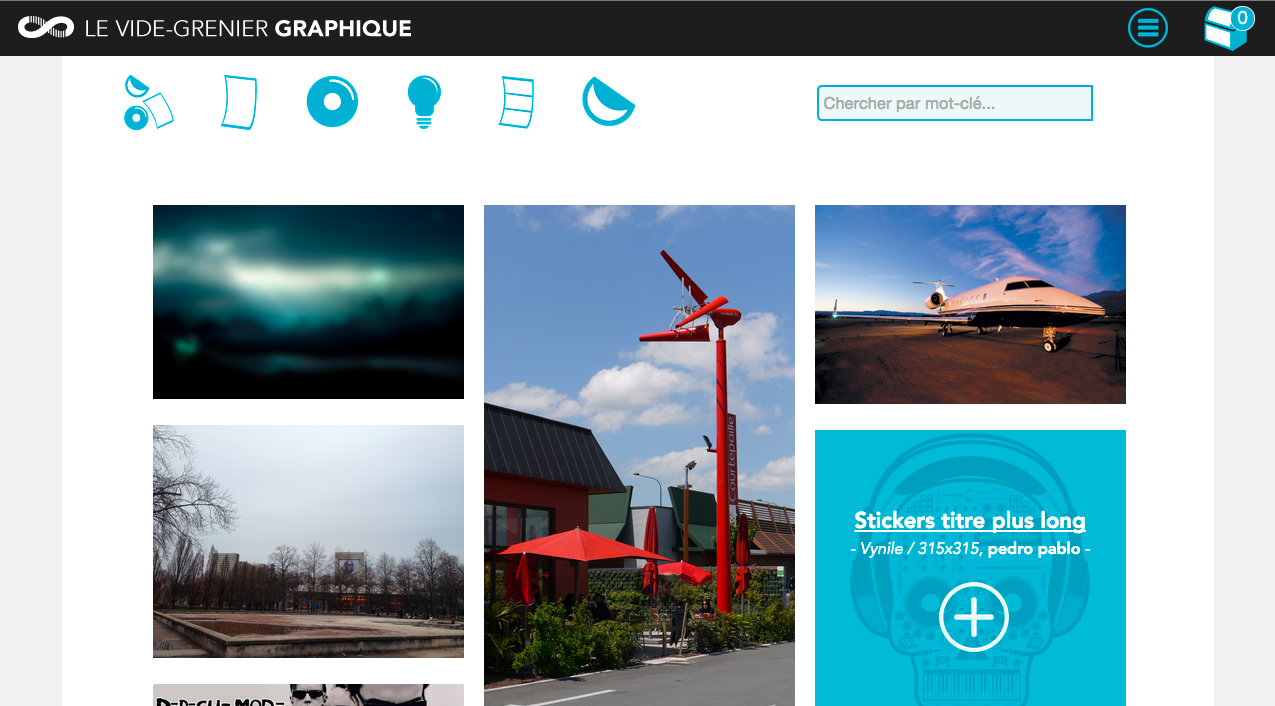 LE VIDE-GRENIER GRAPHIQUE
0
Chercher par mot-clé...
Courtepaille
Stickers titre plus long
- Vynile / 315x315, pedro pablo -
DEPECHE MODE